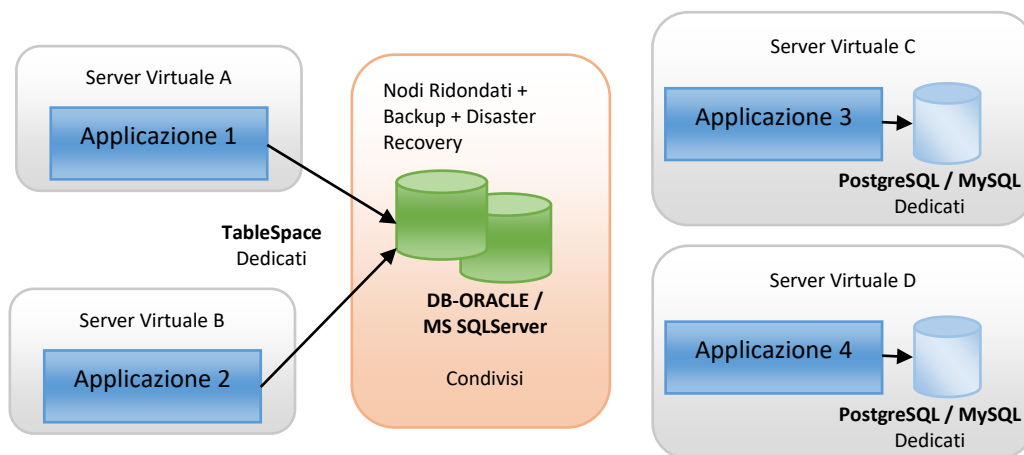 Server Virtuale A
Applicazione 1
TableSpace
Dedicati
Server Virtuale B
Applicazione 2
Nodi Ridondati +
Backup + Disaster
Recovery
DB-ORACLE /
MS SQLServer
Condivisi
Server Virtuale C
Applicazione 3
PostgreSQL / MySQL
Dedicati
Server Virtuale D
Applicazione 4
PostgreSQL / MySQL
Dedicati